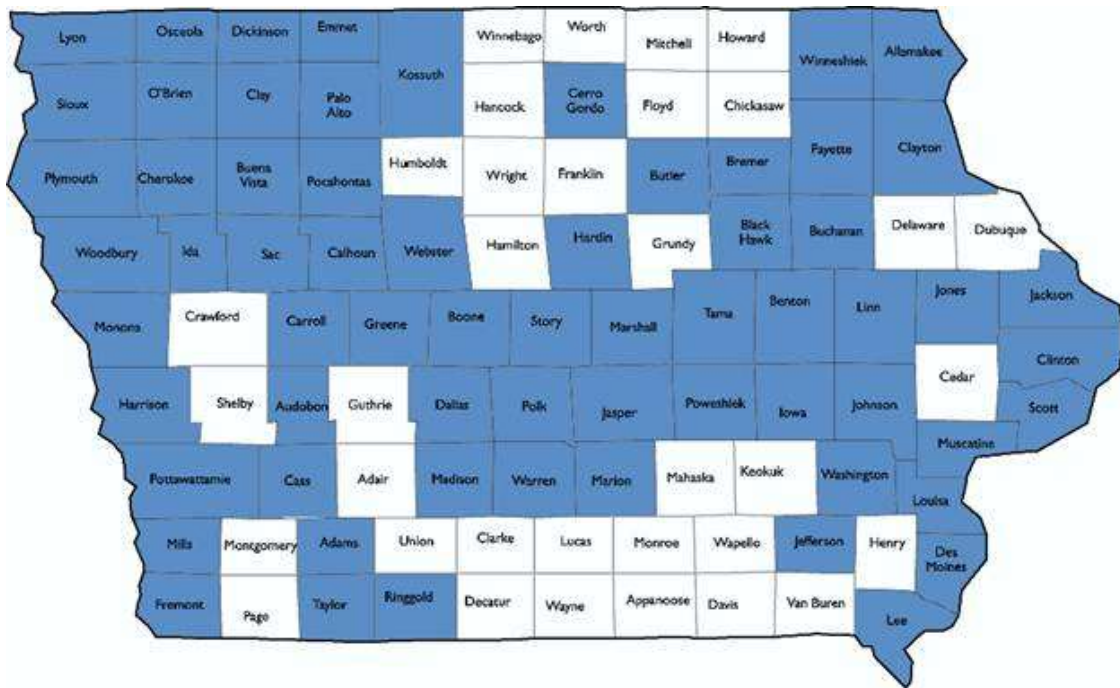 Lyon
Osceola
Dickinson
Emmet
Kossuth
Winnebago
Worth
Mitchell
Howard
Winneshiek
Allamakee
Sioux
O'Brien
Clay
Palo
Alto
Hancock
Cerro
Gordo
Floyd
Chickasaw
Plymouth
Cherokee
Buena
Vista
Pocahontas
Humboldt
Wright
Franklin
Butler
Bremer
Fayette
Clayton
Woodbury
Ida
Sac
Calhoun
Webster
Hamilton
Hardin
Grundy
Black
Hawk
Buchanan
Delaware
Dubuque
Monona
Crawford
Carroll
Greene
Boone
Story
Marshall
Tama
Benton
Linn
Jones
Jackson
Clinton
Cedar
Harrison
Shelby
Audobon
Guthrie
Dallas
Polk
Jasper
Poweshiek
Iowa
Johnson
Scott
Muscatine
Pottawattamie
Cass
Adair
Madison
Warren
Marion
Mahaska
Keokuk
Washington
Louisa
Mills
Montgomery
Adams
Union
Clarke
Lucas
Monroe
Wapello
Jefferson
Henry
Des
Moines
Fremont
Page
Taylor
Ringgold
Decatur
Wayne
Appanoose
Davis
Van Buren
Lee